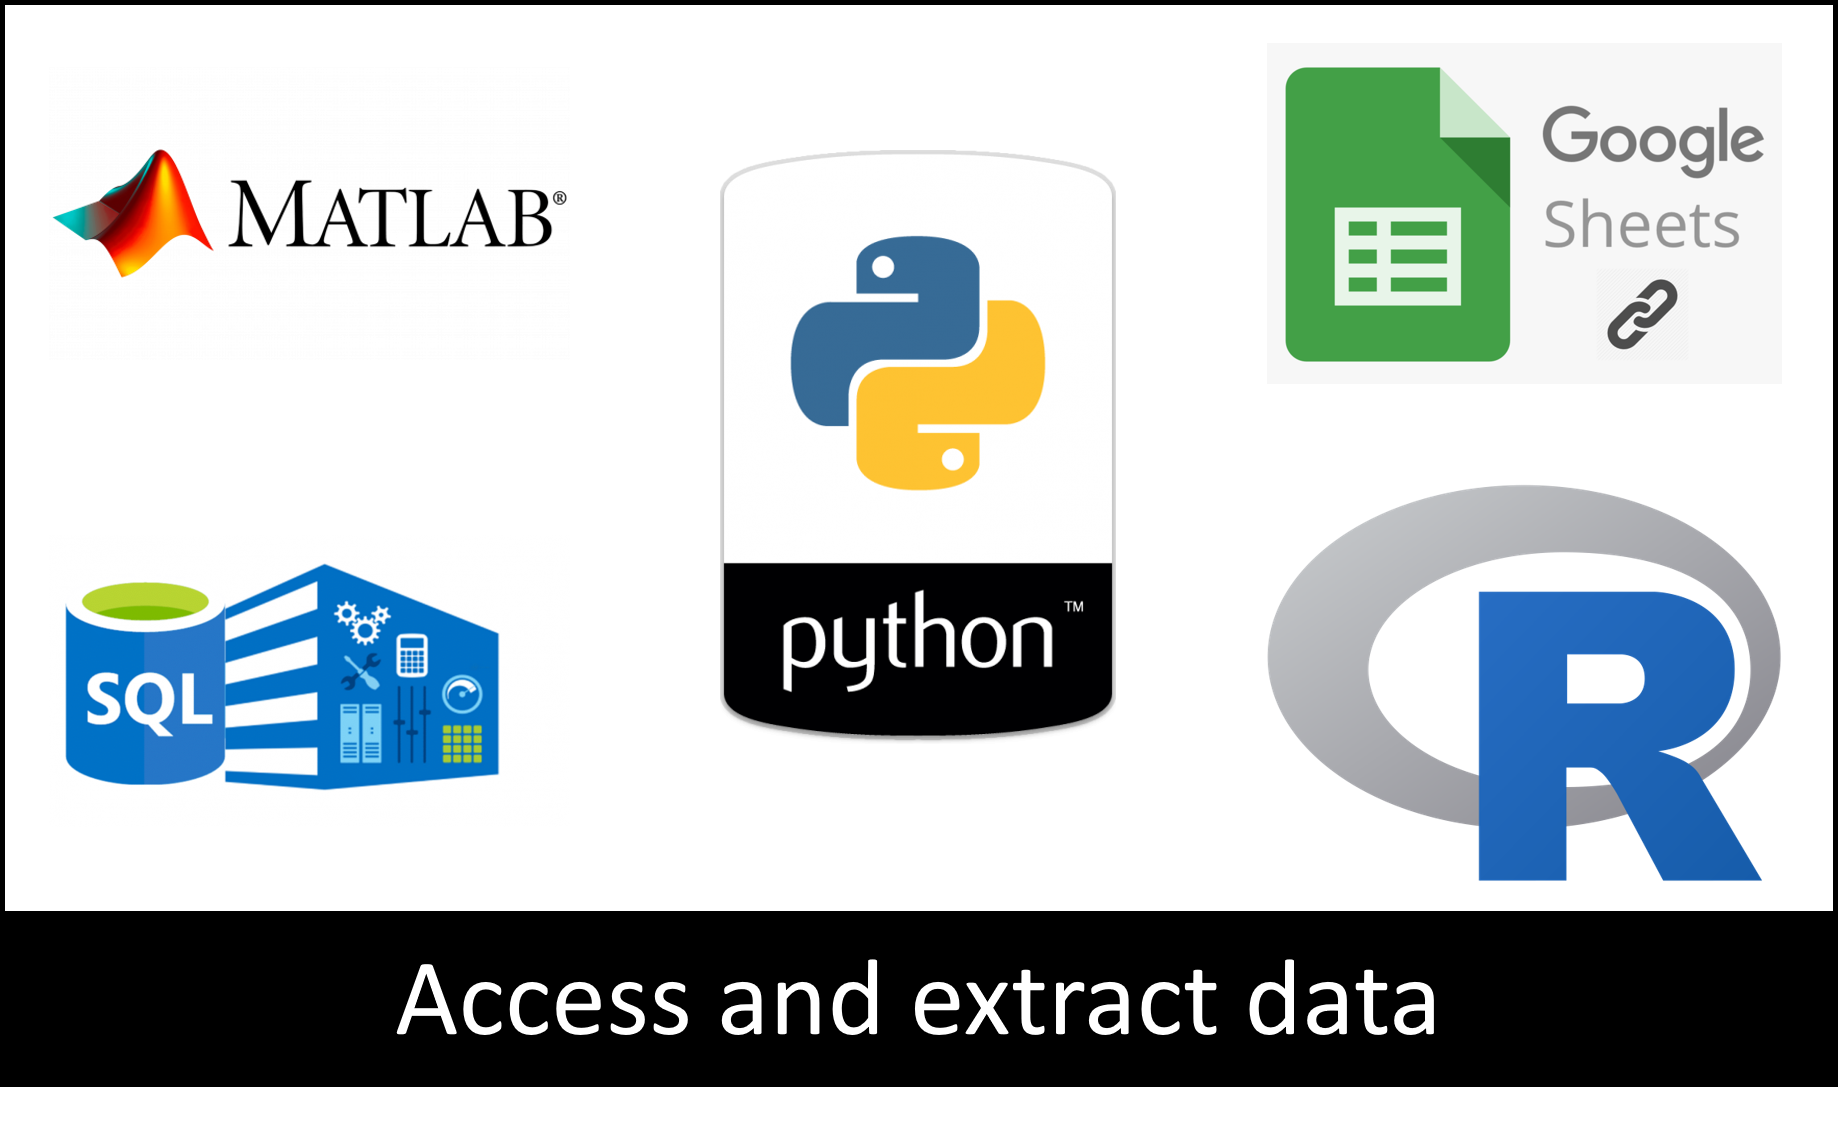 MATLAB®
Google
Sheets
SQL
python™
R
Access and extract data